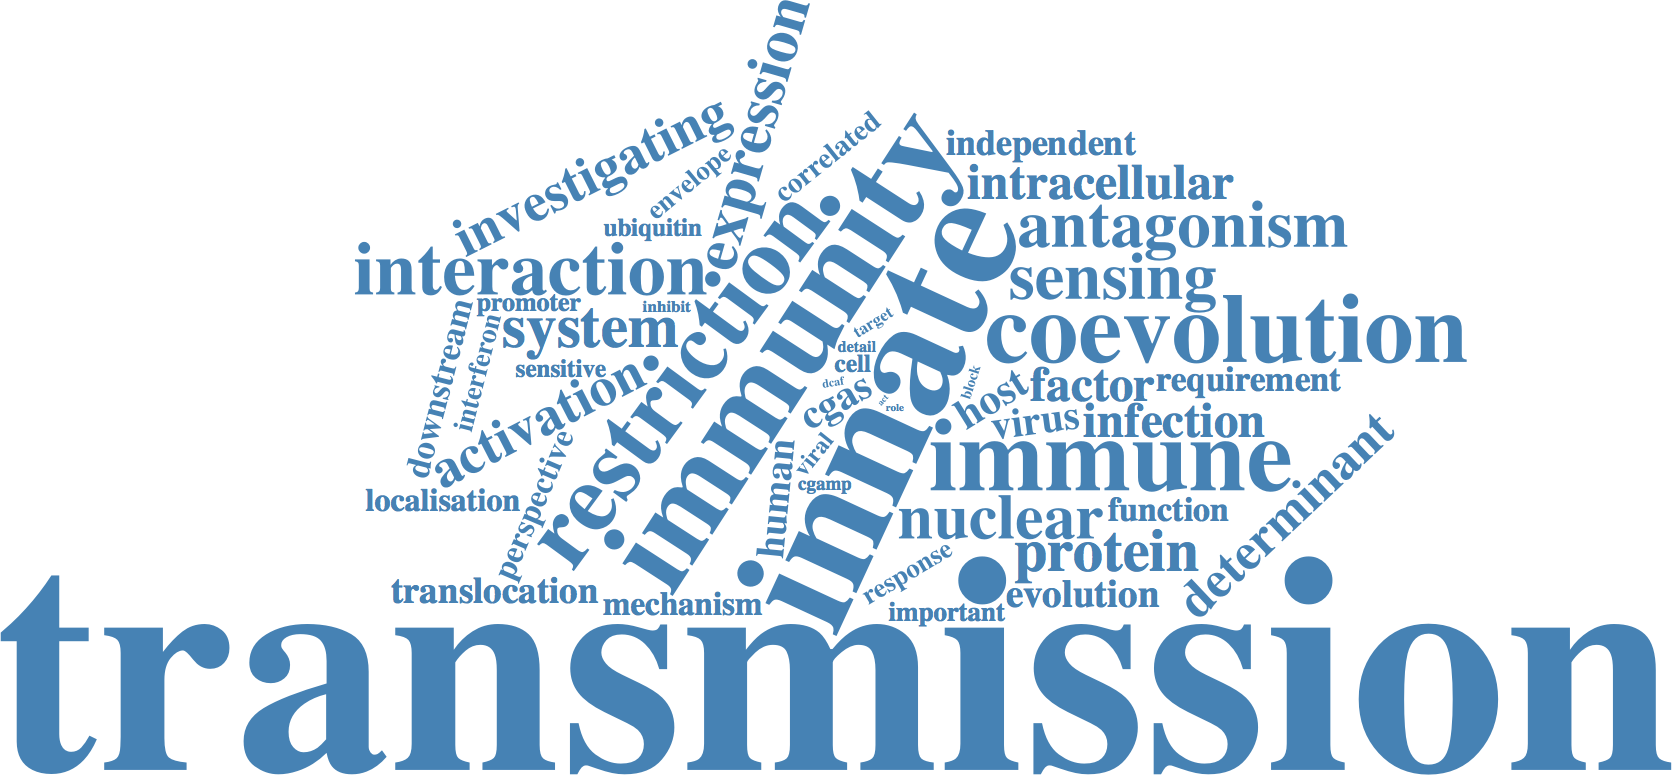 expression
investigating
correlated
envelope
independent
intracellular
ubiquitin
antagonism
interaction
restriction
immunity
innate
sensing
promoter
inhibit
system
coevolution
target
detail
cell
sensitive
downstream
interferon
activation
dcaf
cgas
act
role
block
host
factor
requirement
virus
infection
immune
viral
human
cgamp
localisation
perspective
nuclear
function
determinant
protein
response
translocation
mechanism
important
evolution
transmission